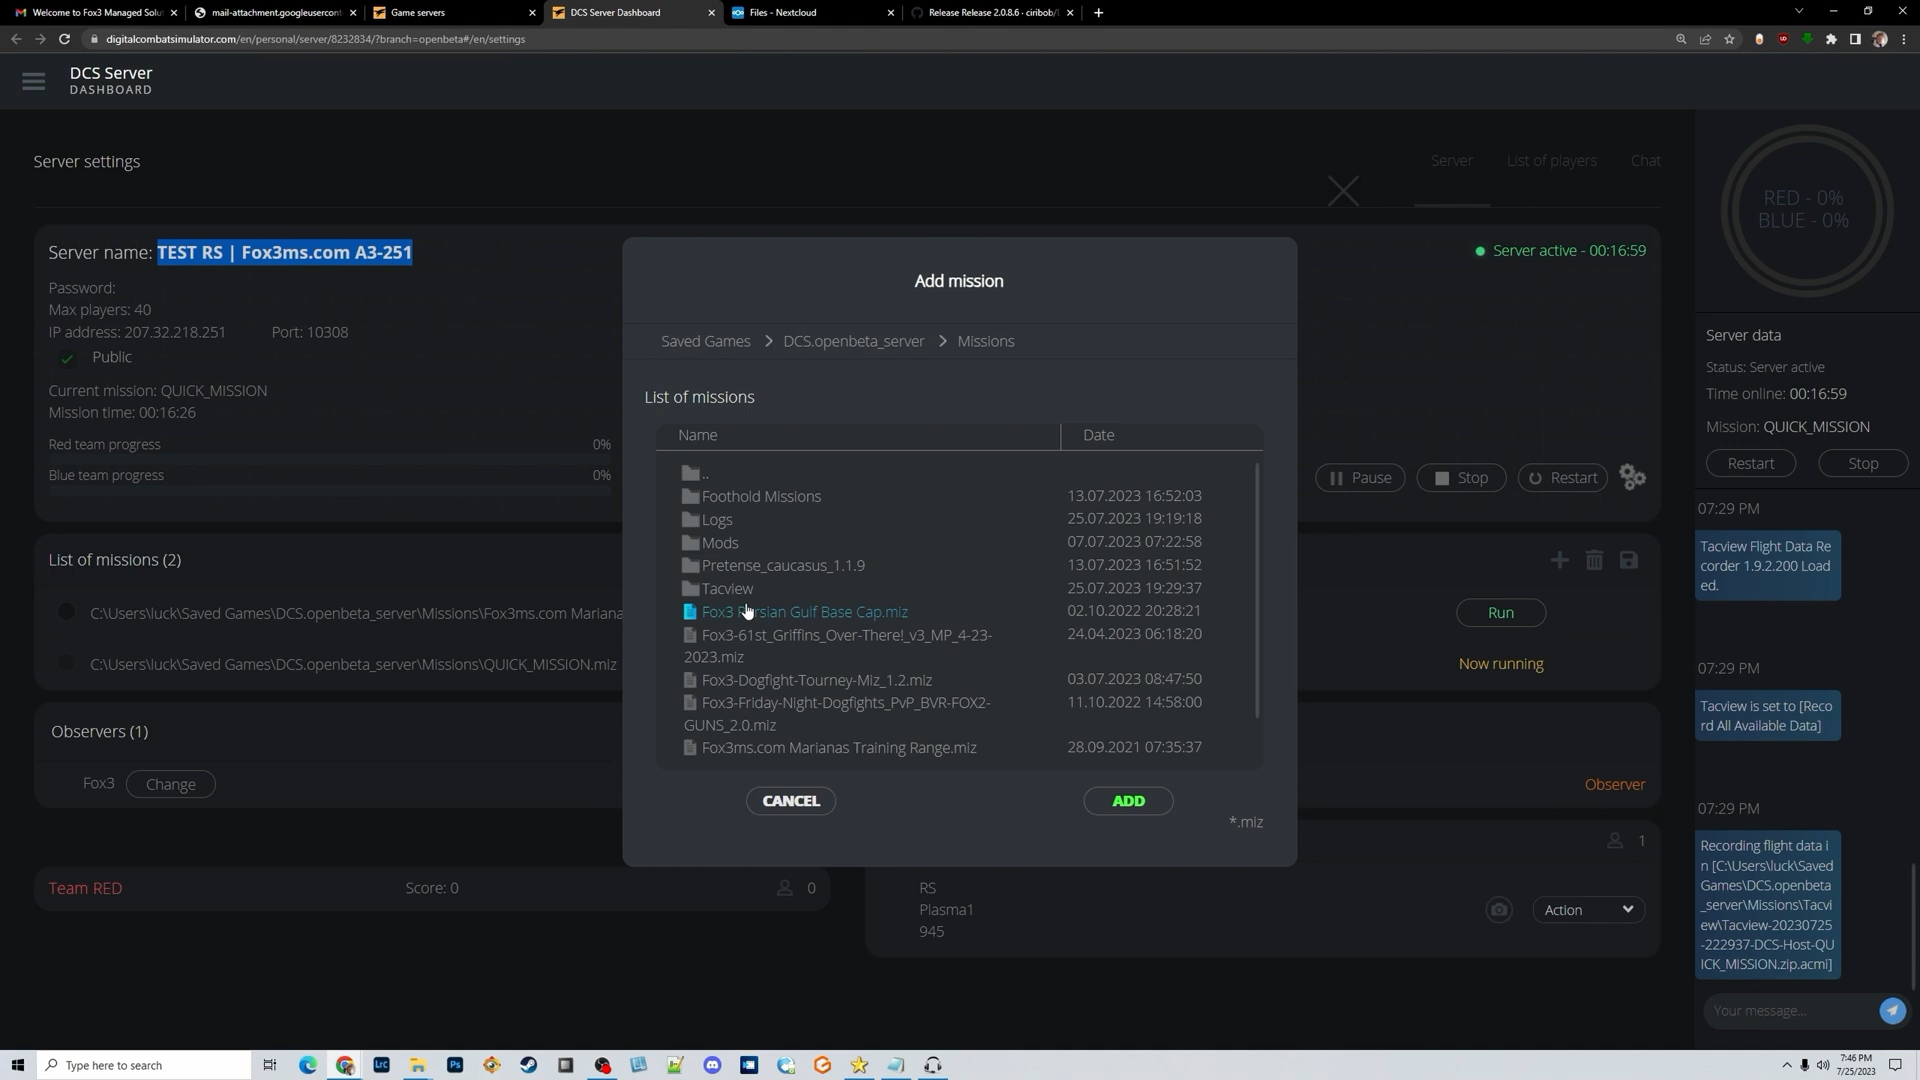 Welcome to Fox3 Managed Solu
mail-attachment.googleusercont
Game servers
DCS Server Dashboard
Files - Nextcloud
Release Release 2.0.8.6 · ciribob/
digitalcombatsimulator.com/en/personal/server/8232834/?branch=openbeta#/en/settings
DCS Server
DASHBOARD
Server settings
Server
List of players
Chat
RED - 0%
BLUE - 0%
Server name: TEST RS | Fox3ms.com A3-251
Server active - 00:16:59
Password:
Max players: 40
IP address: 207.32.218.251
Port: 10308
Public
Current mission: QUICK_MISSION
Mission time: 00:16:26
Red team progress
0%
Blue team progress
0%
Pause
Stop
Restart
List of missions (2)
C:\Users\luck\Saved Games\DCS.openbeta_server\Missions\Fox3ms.com Mariana
Run
C:\Users\luck\Saved Games\DCS.openbeta_server\Missions\QUICK_MISSION.miz
Now running
Observers (1)
Fox3
Change
Observer
1
Team RED
Score: 0
0
RS
Plasma1
945
Action
Add mission
Saved Games
DCS.openbeta_server
Missions
List of missions
Name
Date
..
Foothold Missions
13.07.2023 16:52:03
Logs
25.07.2023 19:19:18
Mods
07.07.2023 07:22:58
Pretense_caucasus_1.1.9
13.07.2023 16:51:52
Tacview
25.07.2023 19:29:37
Fox3 Persian Gulf Base Cap.miz
02.10.2022 20:28:21
Fox3-61st_Griffins_Over-There!_v3_MP_4-23-
2023.miz
24.04.2023 06:18:20
Fox3-Dogfight-Tourney-Miz_1.2.miz
03.07.2023 08:47:50
Fox3-Friday-Night-Dogfights_PvP_BVR-FOX2-
GUNS_2.0.miz
11.10.2022 14:58:00
Fox3ms.com Marianas Training Range.miz
28.09.2021 07:35:37
CANCEL
ADD
*.miz
Server data
Status: Server active
Time online: 00:16:59
Mission: QUICK_MISSION
Restart
Stop
07:29 PM
Tacview Flight Data Re
corder 1.9.2.200 Load
ed.
07:29 PM
Tacview is set to [Reco
rd All Available Data]
07:29 PM
Recording flight data i
n [C:\Users\luck\Saved
Games\DCS.openbeta
_server\Missions\Tacvi
ew\Tacview-20230725
-222937-DCS-Host-QU
ICK_MISSION.zip.acmi]
Your message...
Type here to search
LrC
Ps
7:46 PM
7/25/2023